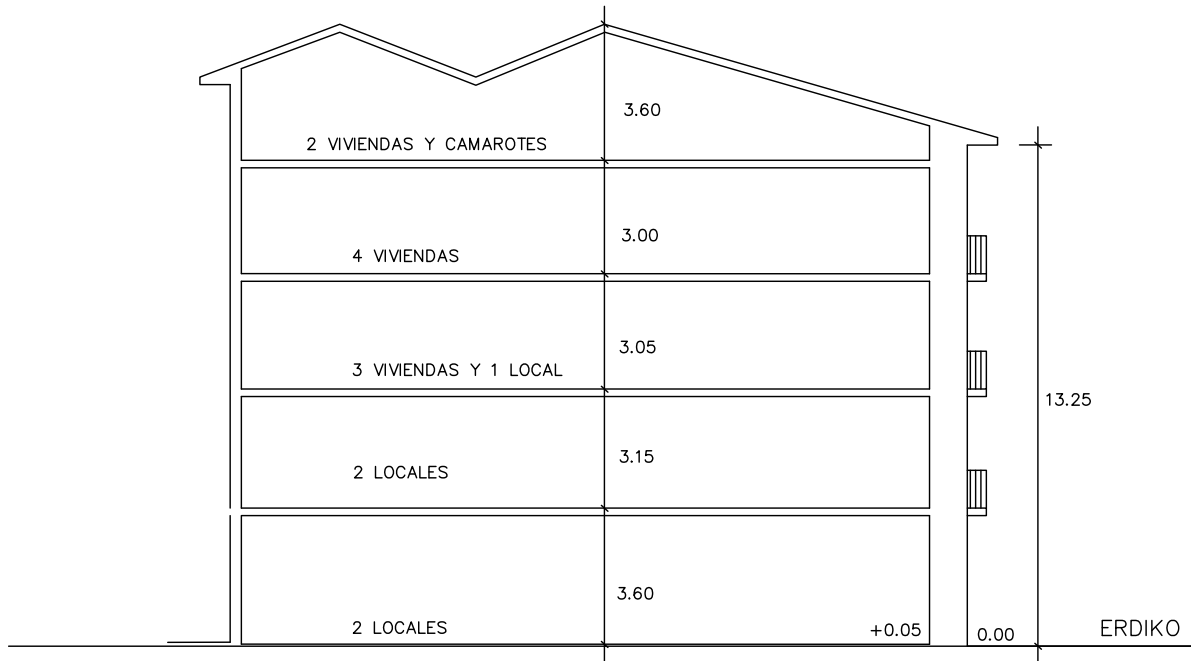 3.60
2 VIVIENDAS Y CAMAROTES
3.00
4 VIVIENDAS
3.05
3 VIVIENDAS Y 1 LOCAL
13.25
3.15
2 LOCALES
3.60
2 LOCALES
+0.05
0.00
ERDIKO